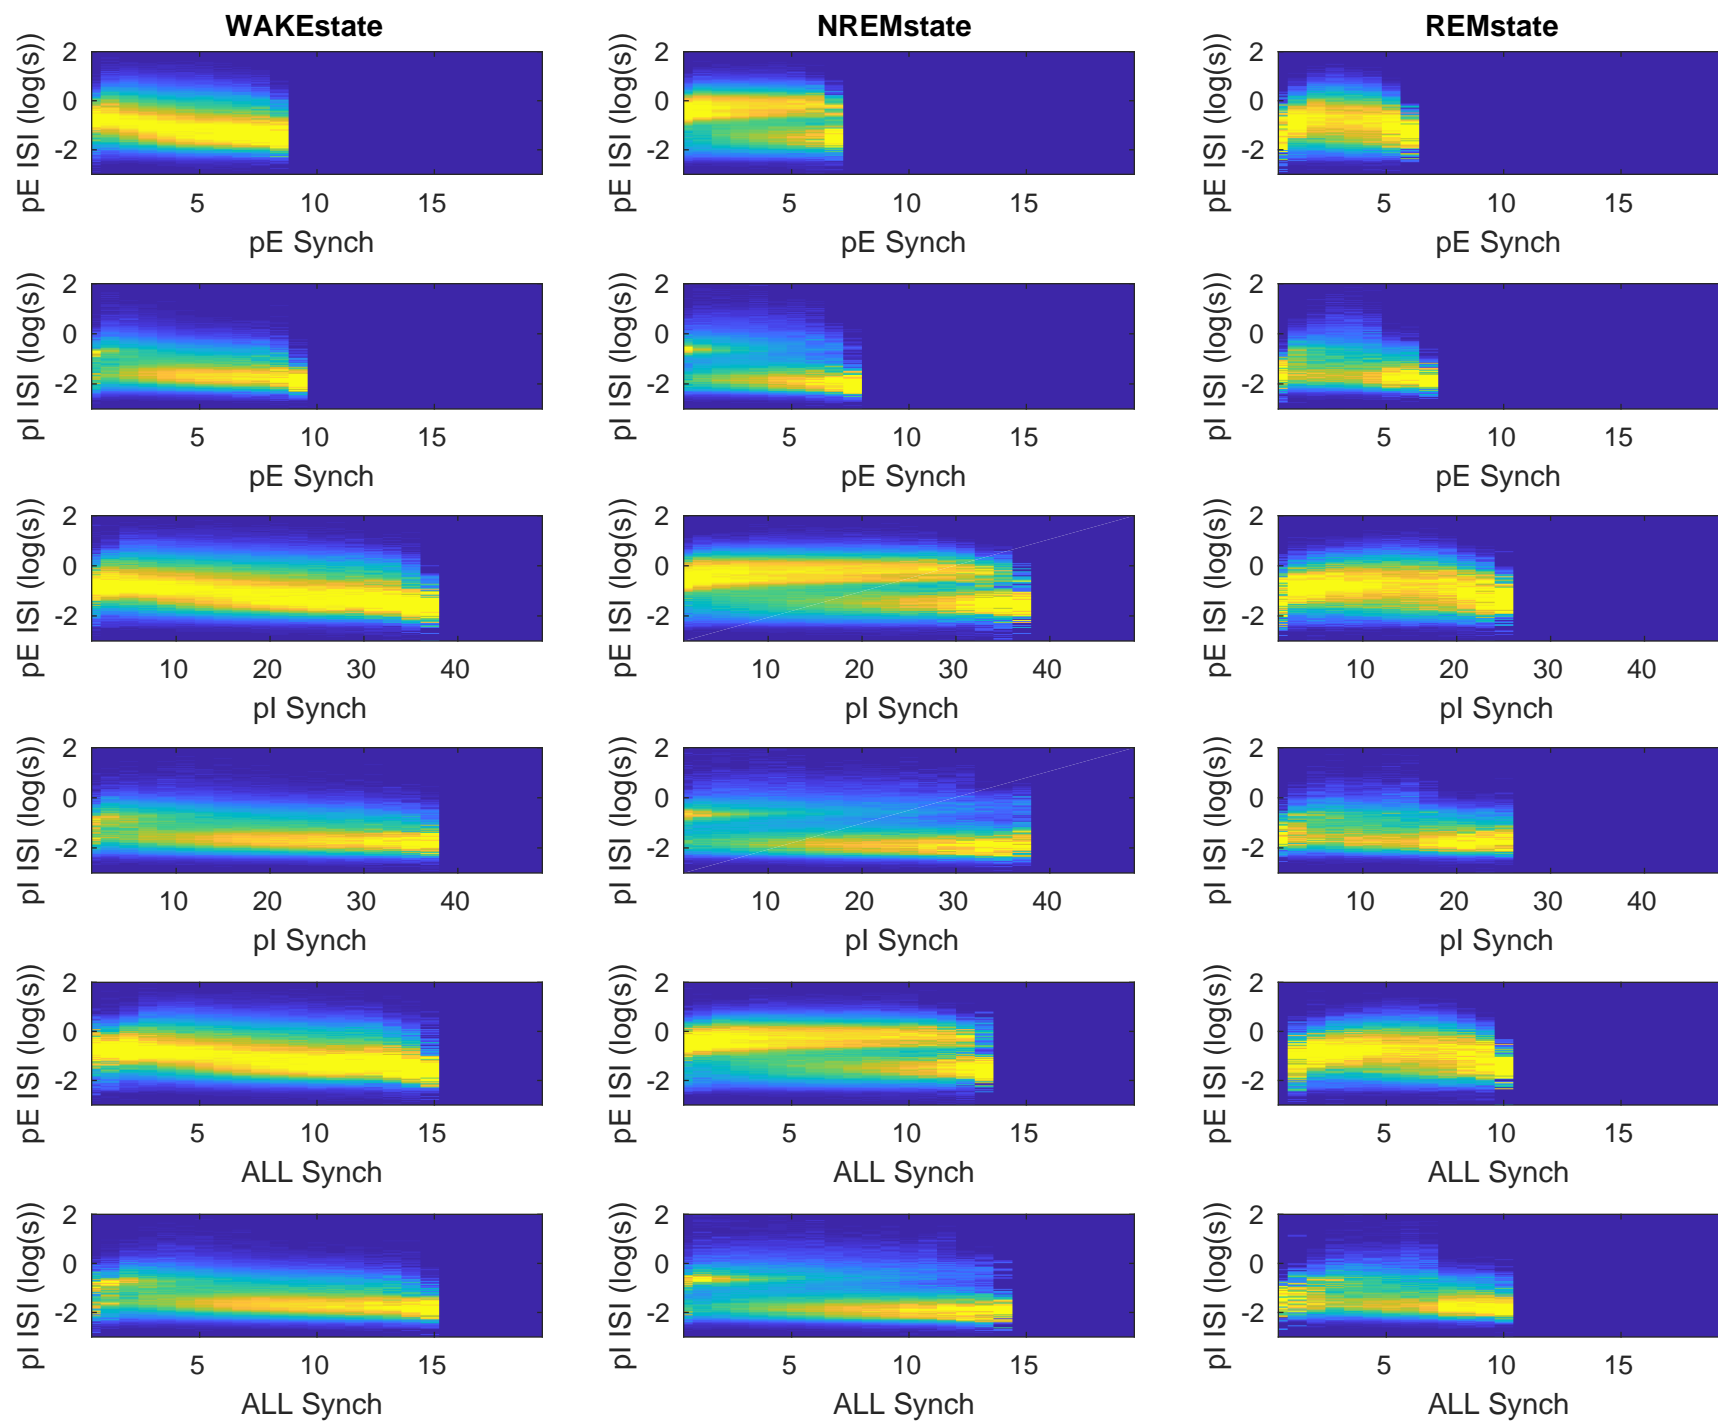 WAKEstate NREMstate REMstate
pE ISI (log(s)) 2 0 -2 pE ISI (log(s)) 2 0 -2 pE ISI (log(s)) 2 0 -2
5 10 15 5 10 15 5 10 15
pE Synch pE Synch pE Synch
pI ISI (log(s)) 2 0 -2 pI ISI (log(s)) 2 0 -2 pI ISI (log(s)) 2 0 -2
5 10 15 5 10 15 5 10 15
pE Synch pE Synch pE Synch
pE ISI (log(s)) 2 0 -2 pE ISI (log(s)) 2 0 -2 pE ISI (log(s)) 2 0 -2
10 20 30 40 10 20 30 40 10 20 30 40
pI Synch pI Synch pI Synch
pI ISI (log(s)) 2 0 -2 pI ISI (log(s)) 2 0 -2 pI ISI (log(s)) 2 0 -2
10 20 30 40 10 20 30 40 10 20 30 40
pI Synch pI Synch pI Synch
pE ISI (log(s)) 2 0 -2 pE ISI (log(s)) 2 0 -2 pE ISI (log(s)) 2 0 -2
5 10 15 5 10 15 5 10 15
ALL Synch ALL Synch ALL Synch
pI ISI (log(s)) 2 0 -2 pI ISI (log(s)) 2 0 -2 pI ISI (log(s)) 2 0 -2
5 10 15 5 10 15 5 10 15
ALL Synch ALL Synch ALL Synch